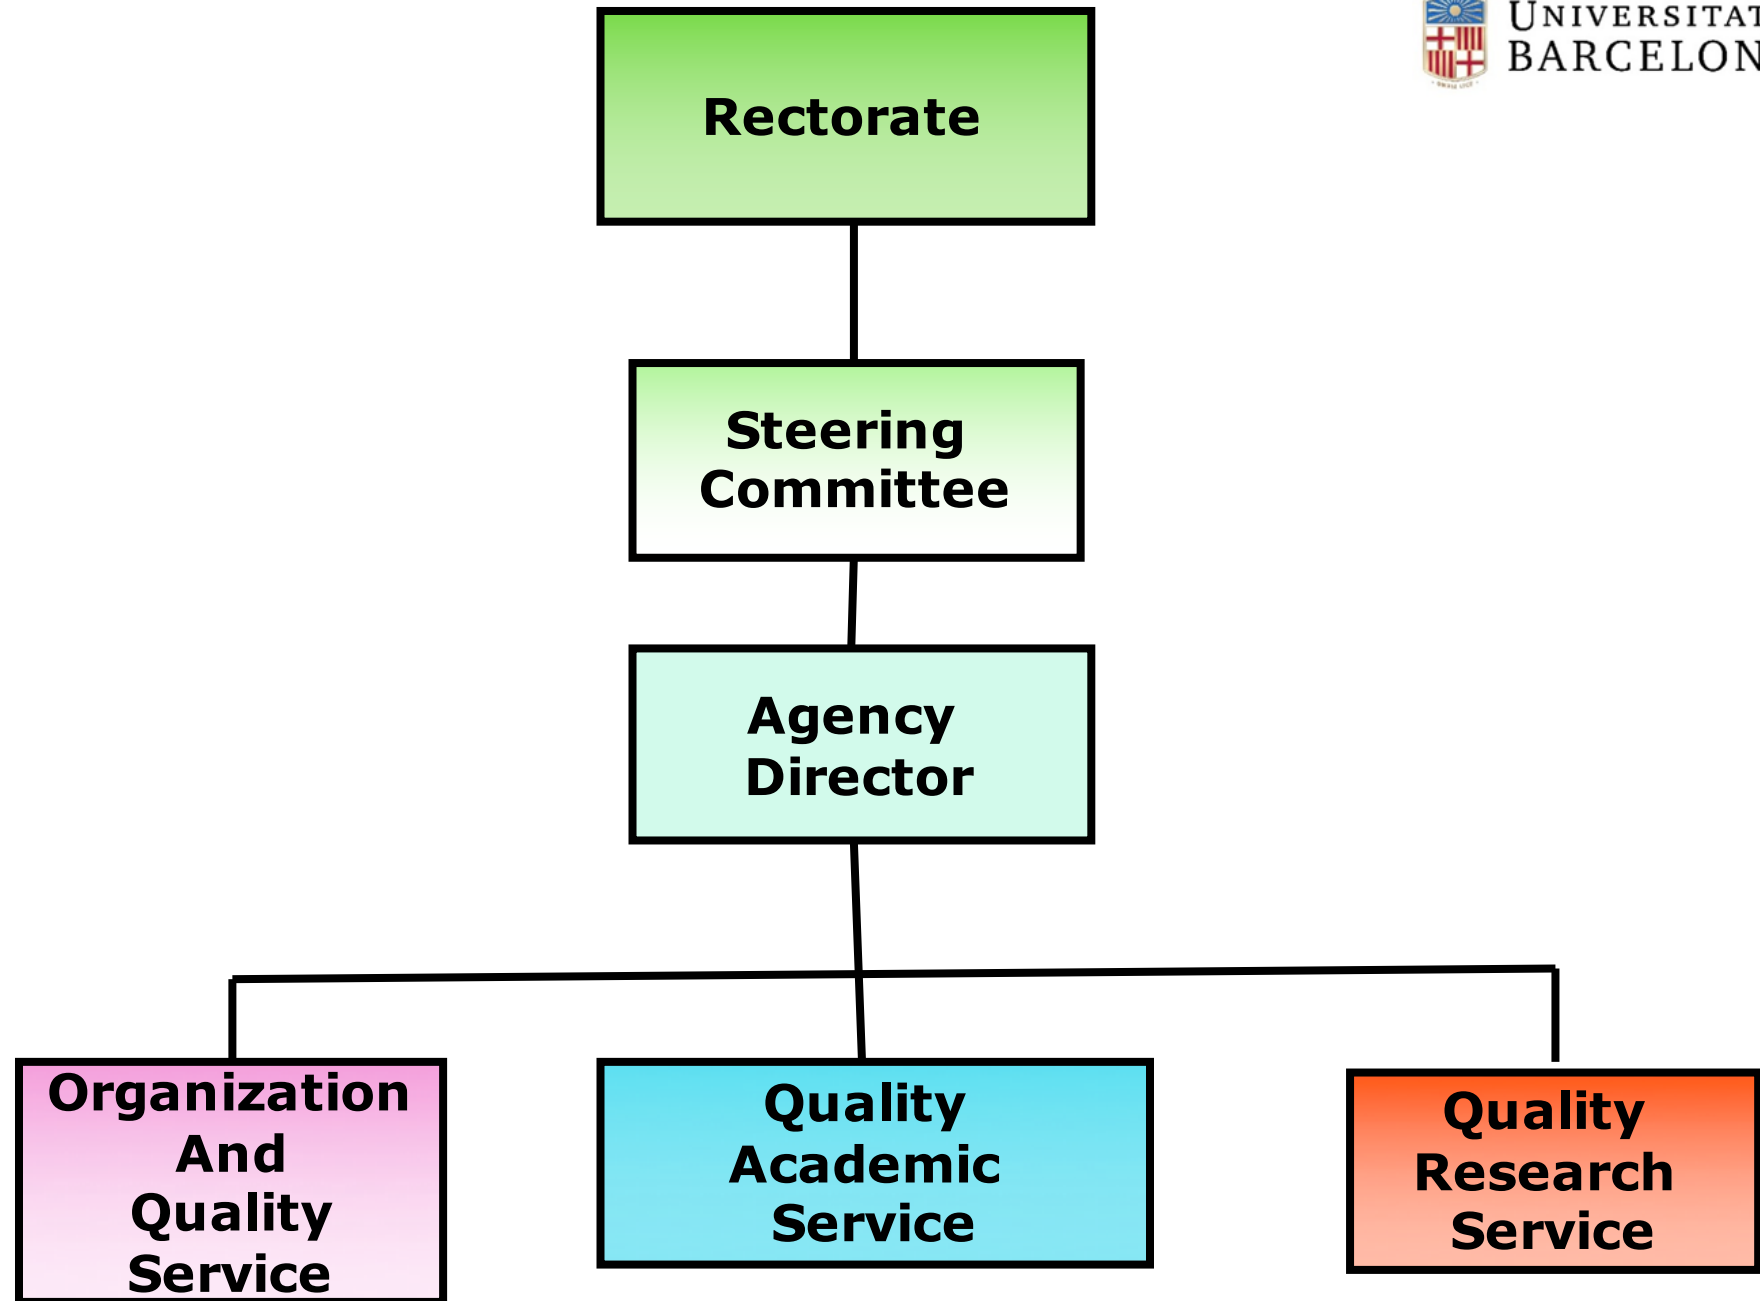 UNIVERSITAT
BARCELON
Rectorate
Steering
Committee
Agency
Director
Organization
And
Quality
Service
Quality
Academic
Service
Quality
Research
Service